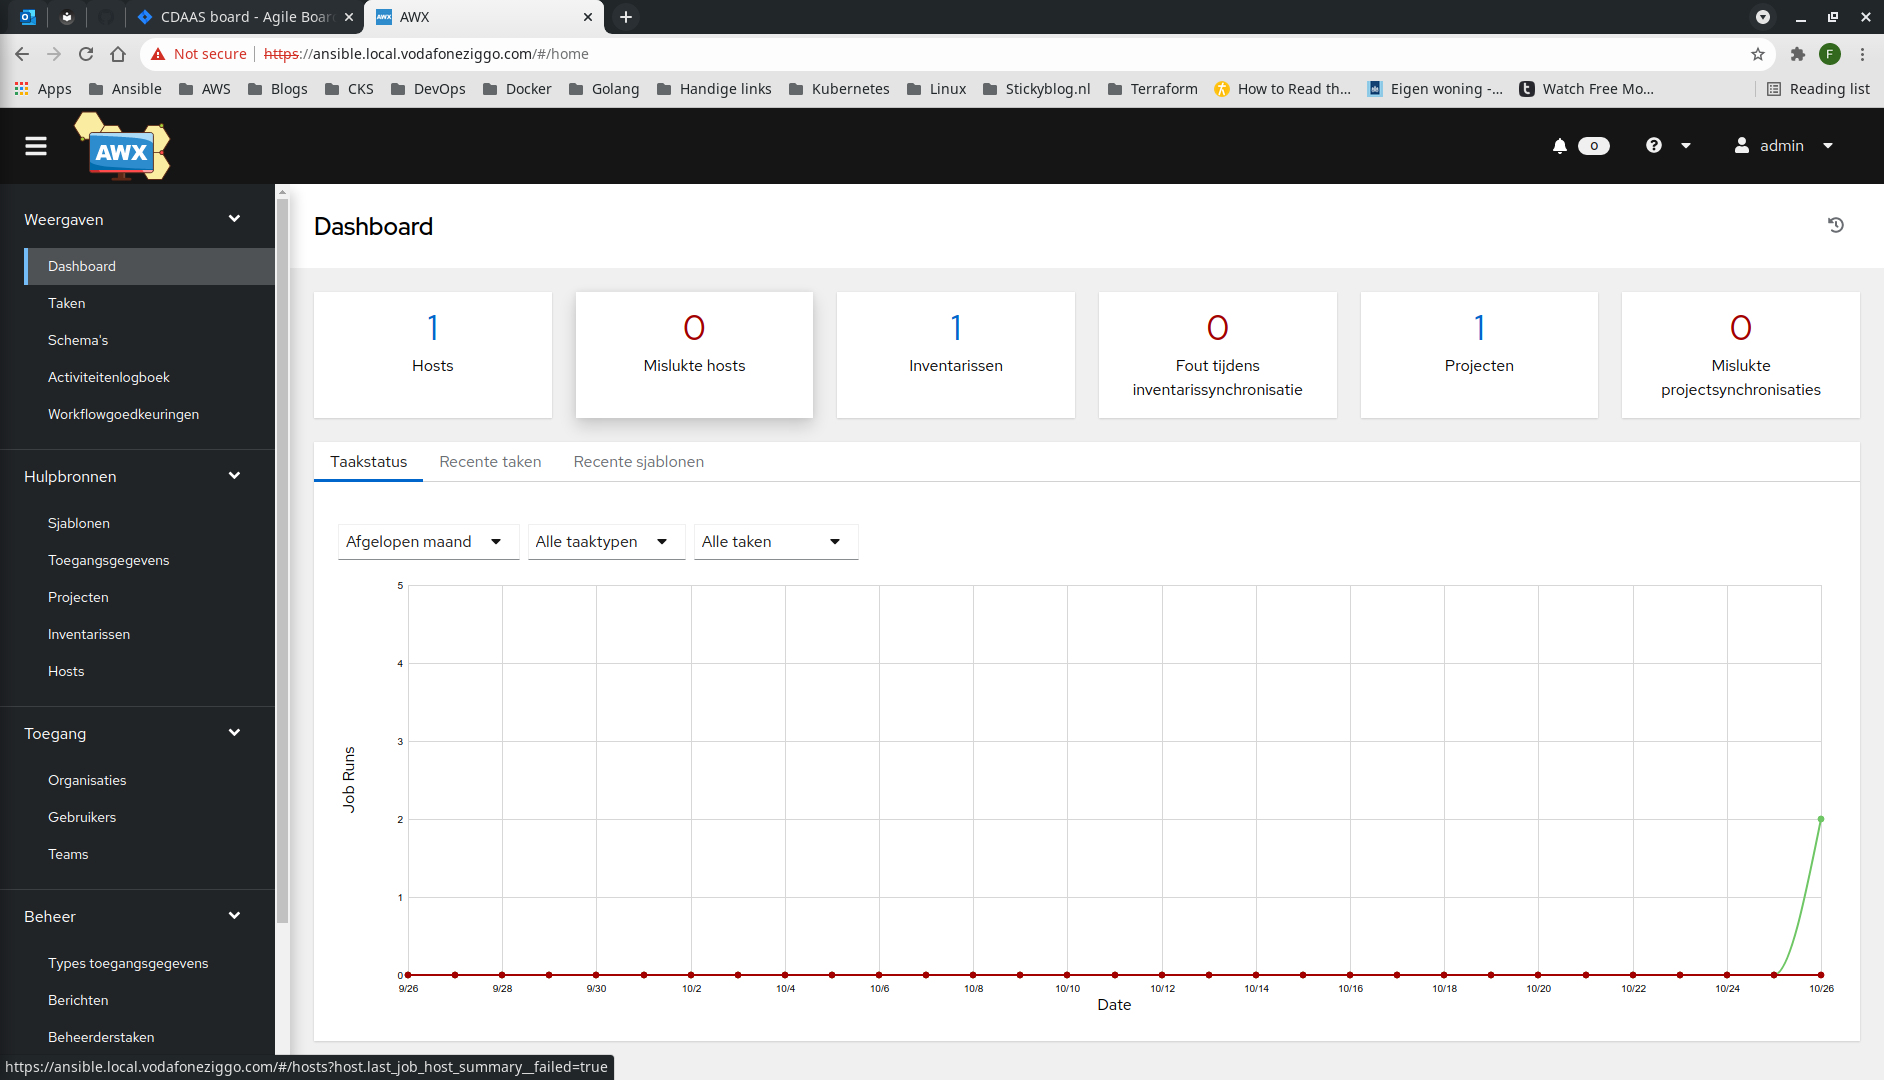 CDAAS board - Agile Boar
AWX
Not secure
https://ansible.local.vodafoneziggo.com/#/home
F
Apps
Ansible
AWS
Blogs
CKS
DevOps
Docker
Golang
Handige links
Kubernetes
Linux
Stickyblog.nl
Terraform
How to Read th...
Eigen woning -...
Watch Free Mo...
Reading list
AWX
0
admin
Weergaven
Dashboard
Taken
Schema's
Activiteitenlogboek
Workflowgoedkeuringen
Hulpbronnen
Sjablonen
Toegangsgegevens
Projecten
Inventarissen
Hosts
Toegang
Organisaties
Gebruikers
Teams
Beheer
Types toegangsgegevens
Berichten
Beheerderstaken
Dashboard
1
Hosts
0
Mislukte hosts
1
Inventarissen
0
Fout tijdens
inventarissynchronisatie
1
Projecten
0
Mislukte
projectsynchronisaties
Taakstatus
Recente taken
Recente sjablonen
Afgelopen maand
Alle taaktypen
Alle taken
5
4
3
2
1
0
Job Runs
9/26
9/28
9/30
10/2
10/4
10/6
10/8
10/10
10/12
10/14
10/16
10/18
10/20
10/22
10/24
10/26
Date
https://ansible.local.vodafoneziggo.com/#/hosts?host.last_job_host_summary__failed=true